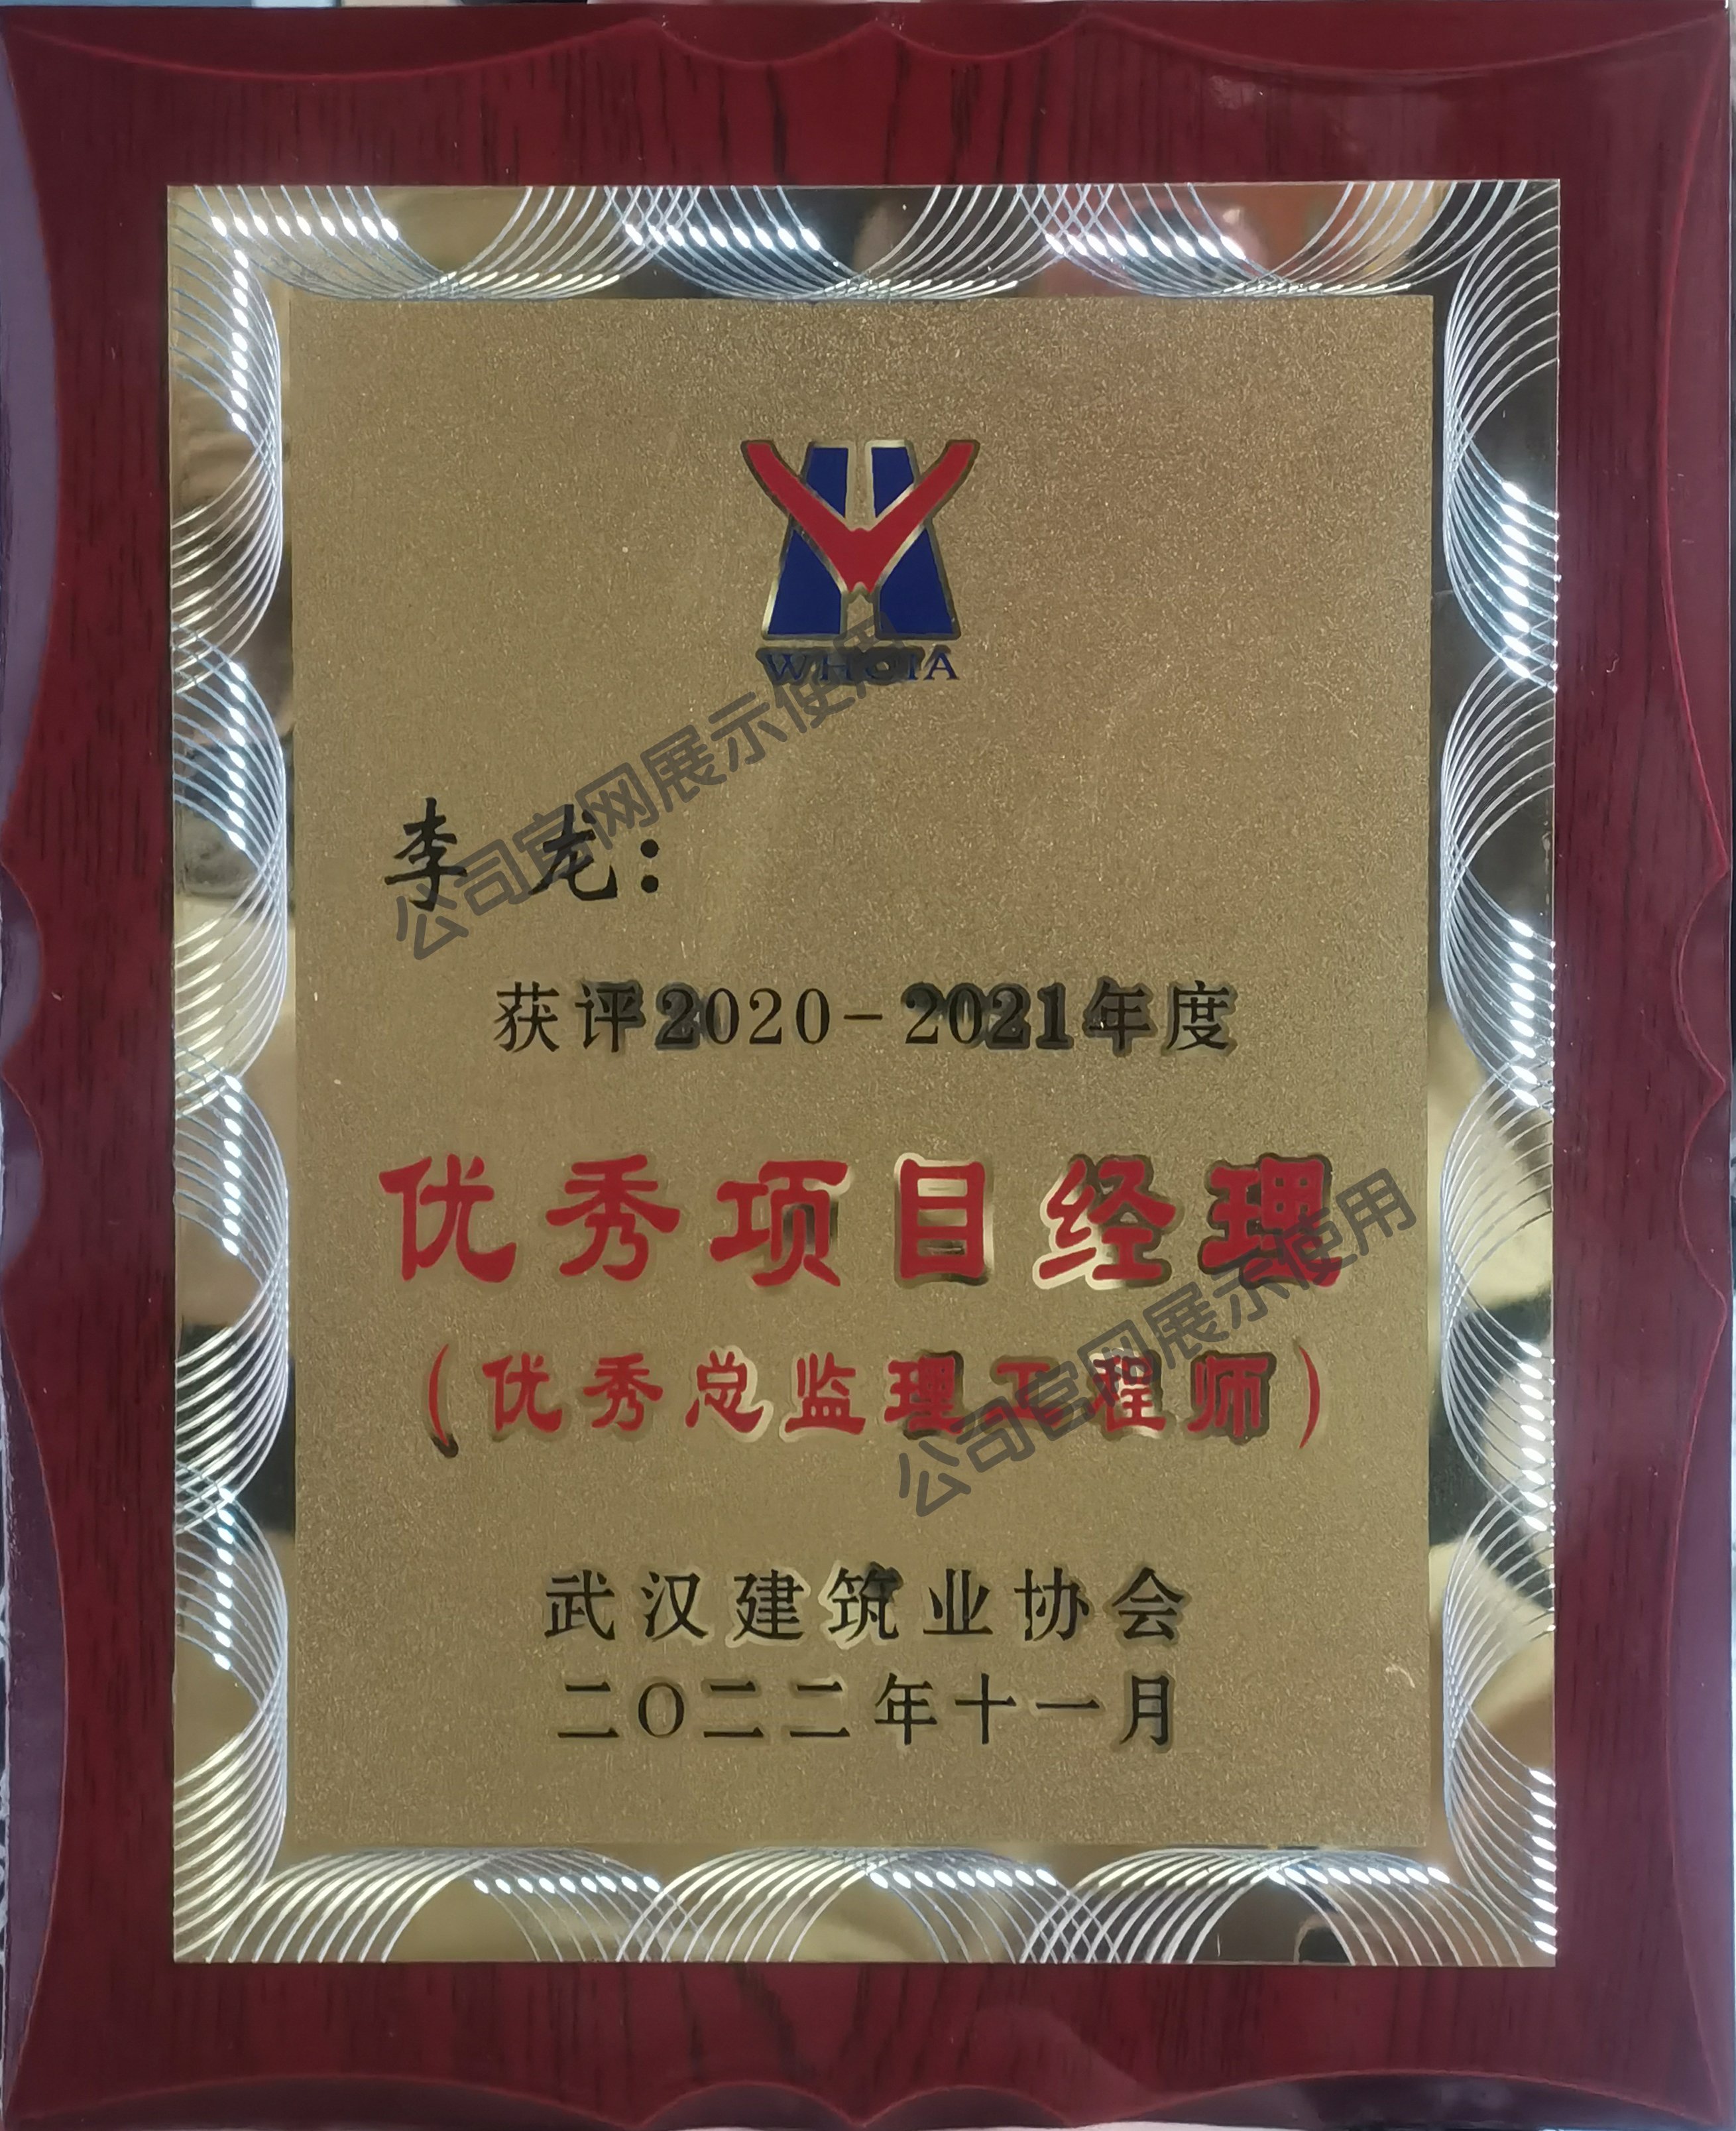 WHCIA
李龙：
获评2020-2021年度
优秀项目经理
（优秀总监理工程师）
武汉建筑业协会
二〇二二年十一月
公司官网展示使用
公司官网展示使用